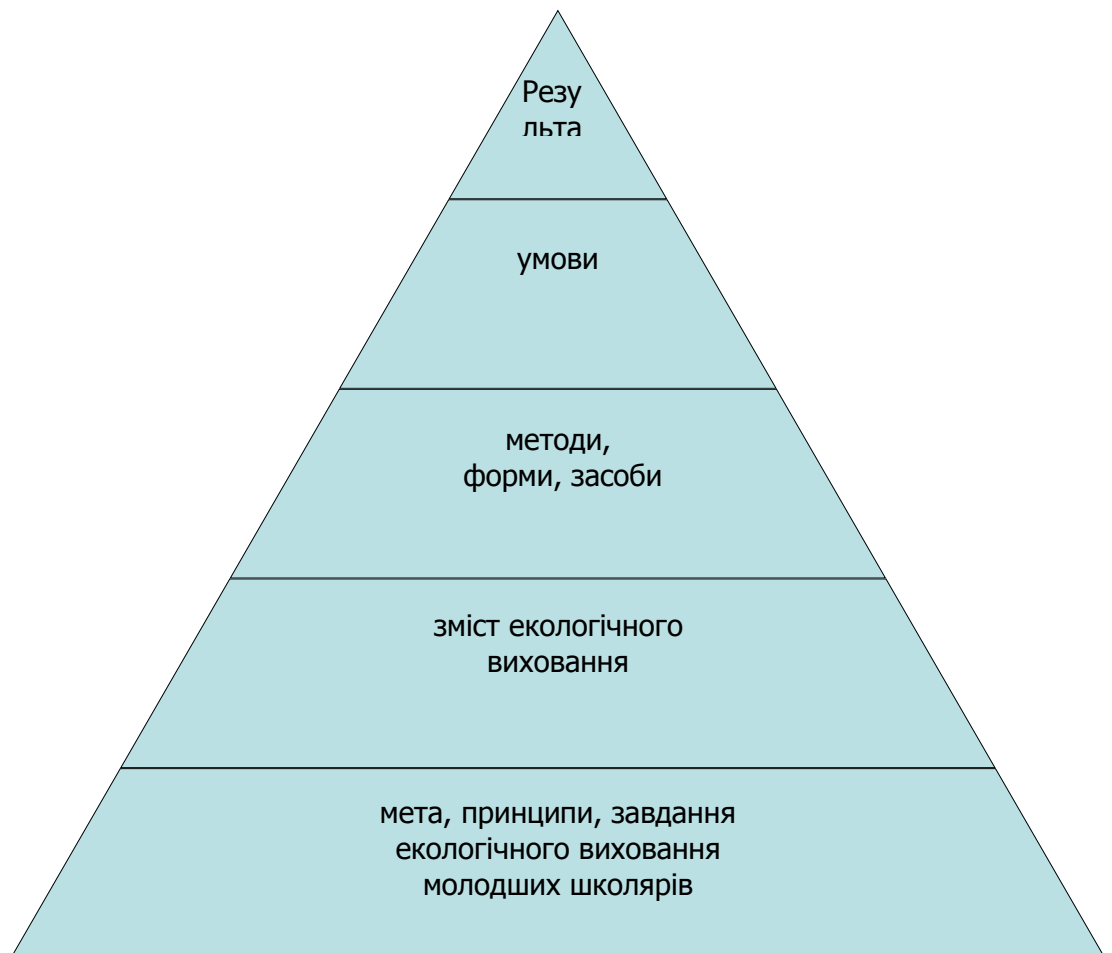 Резу
льта
умови
методи,
форми, засоби
зміст екологічного
виховання
мета, принципи, завдання
екологічного виховання
молодших школярів